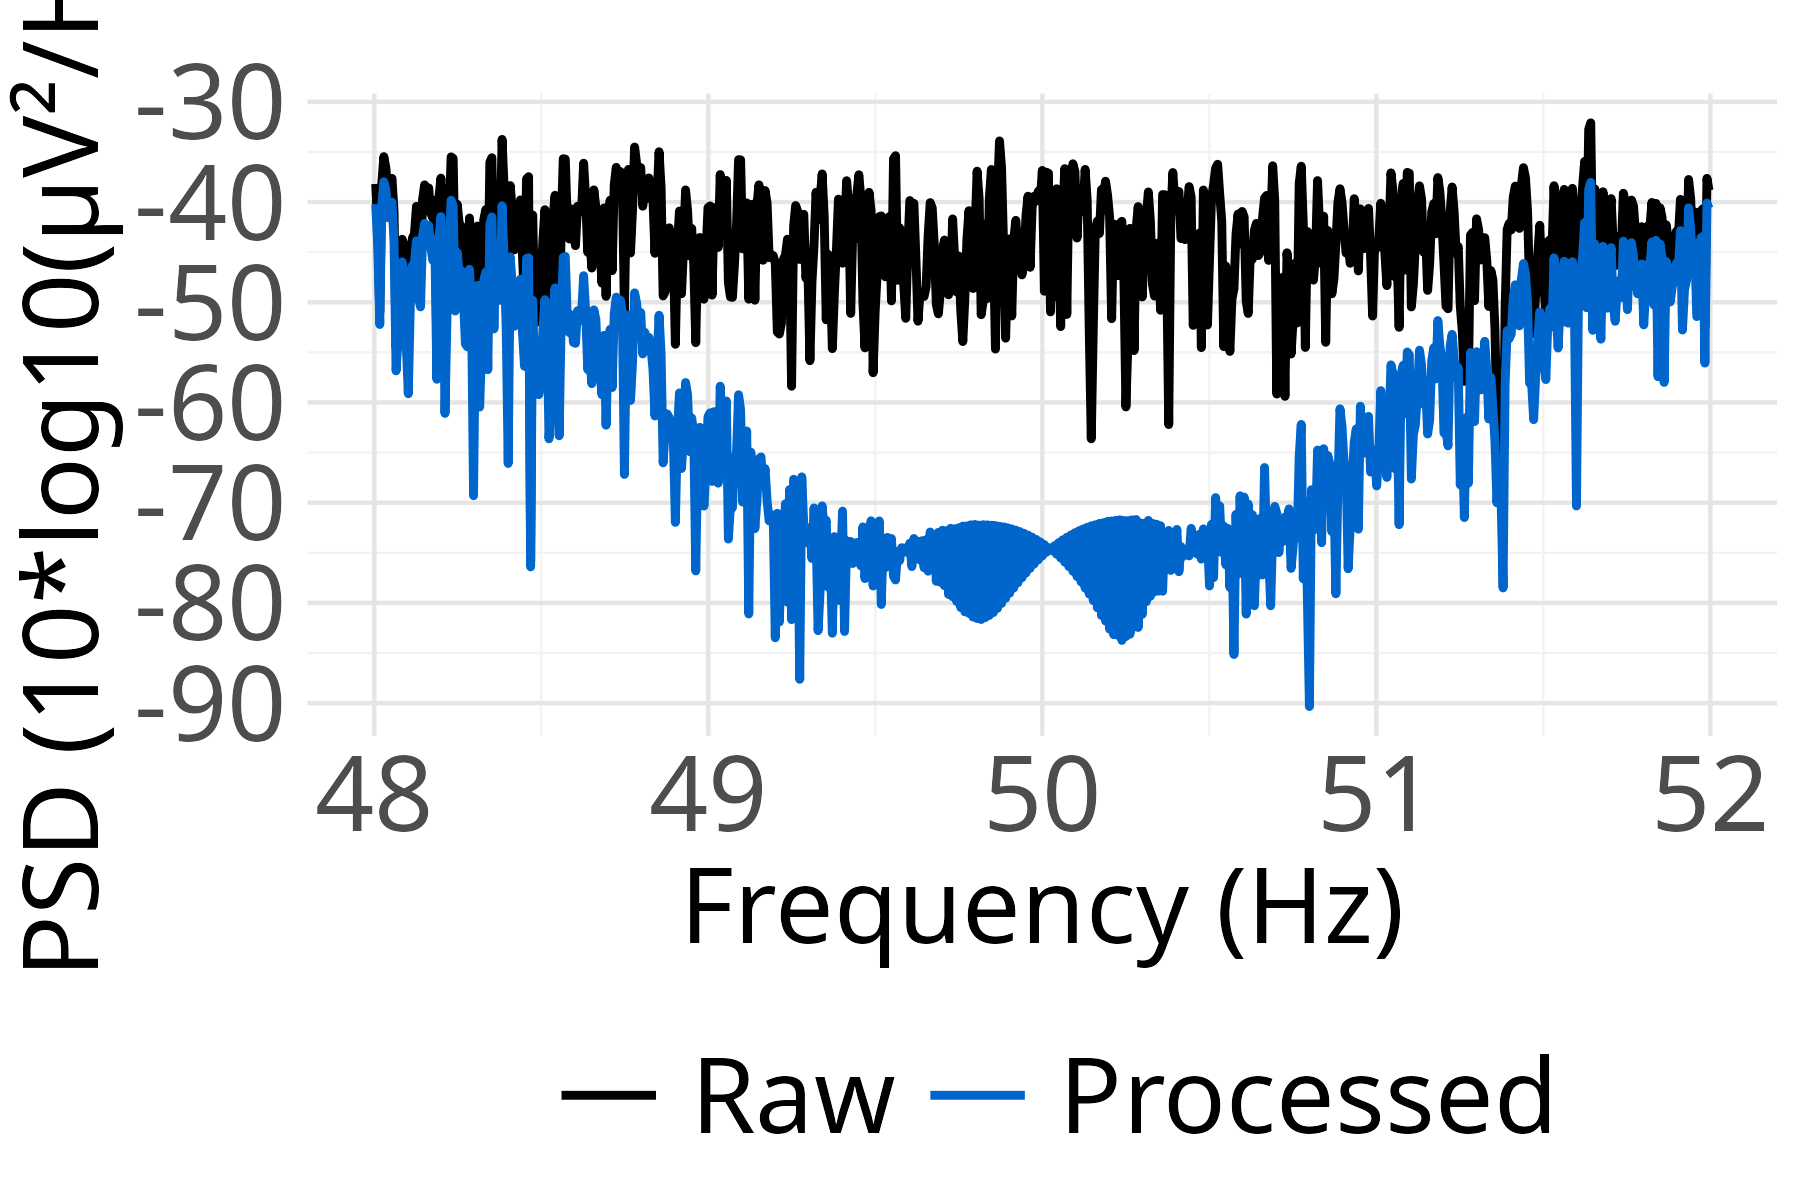 PSD (10*log10(µV²/H
-30
-40
-50
-60
-70
-80
-90
48 49 50 51 52
Frequency (Hz)
Raw Processed